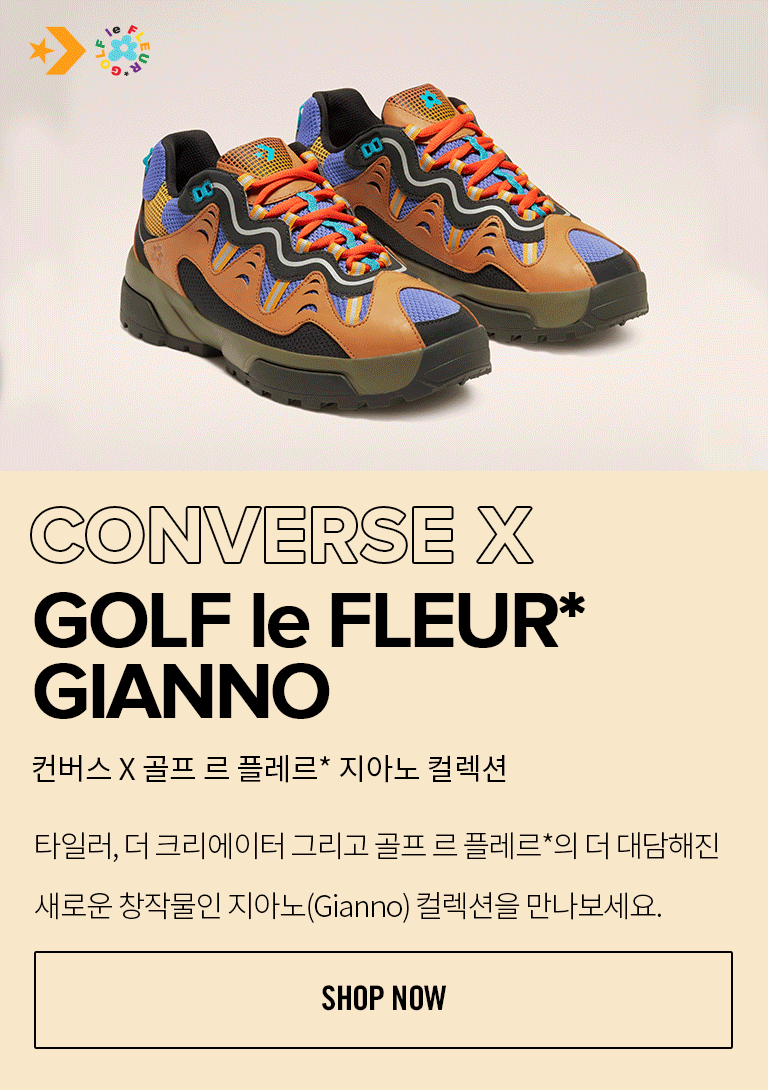 GOLF le FLEUR*
CONVERSE X
GOLF le FLEUR*
GIANNO
컨버스 X 골프 르 플레르* 지아노 컬렉션
타일러, 더 크리에이터 그리고 골프 르 플레르*의 더 대담해진
새로운 창작물인 지아노(Gianno) 컬렉션을 만나보세요.
SHOP NOW